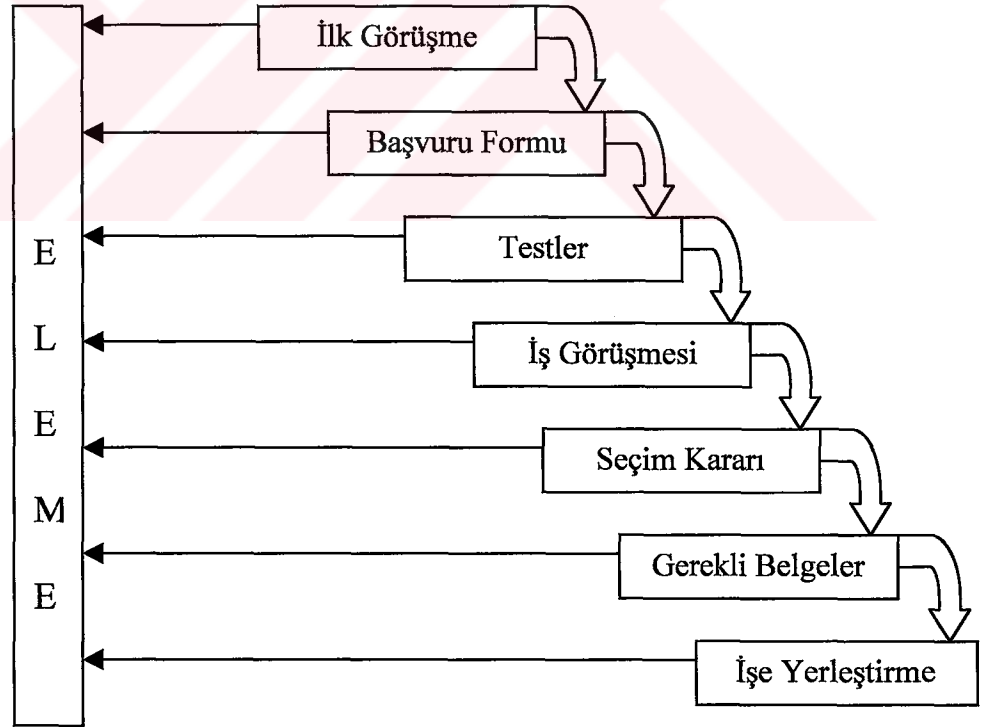 İlk Görüşme
Başvuru Formu
Testler
İş Görüşmesi
Seçim Kararı
Gerekli Belgeler
İşe Yerleştirme
E
L
E
M
E